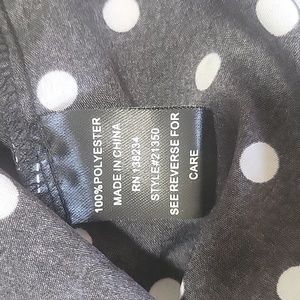 100% POLYESTER
MADE IN CHINA
RN 138234
STYLE#21350
SEE REVERSE FOR
CARE